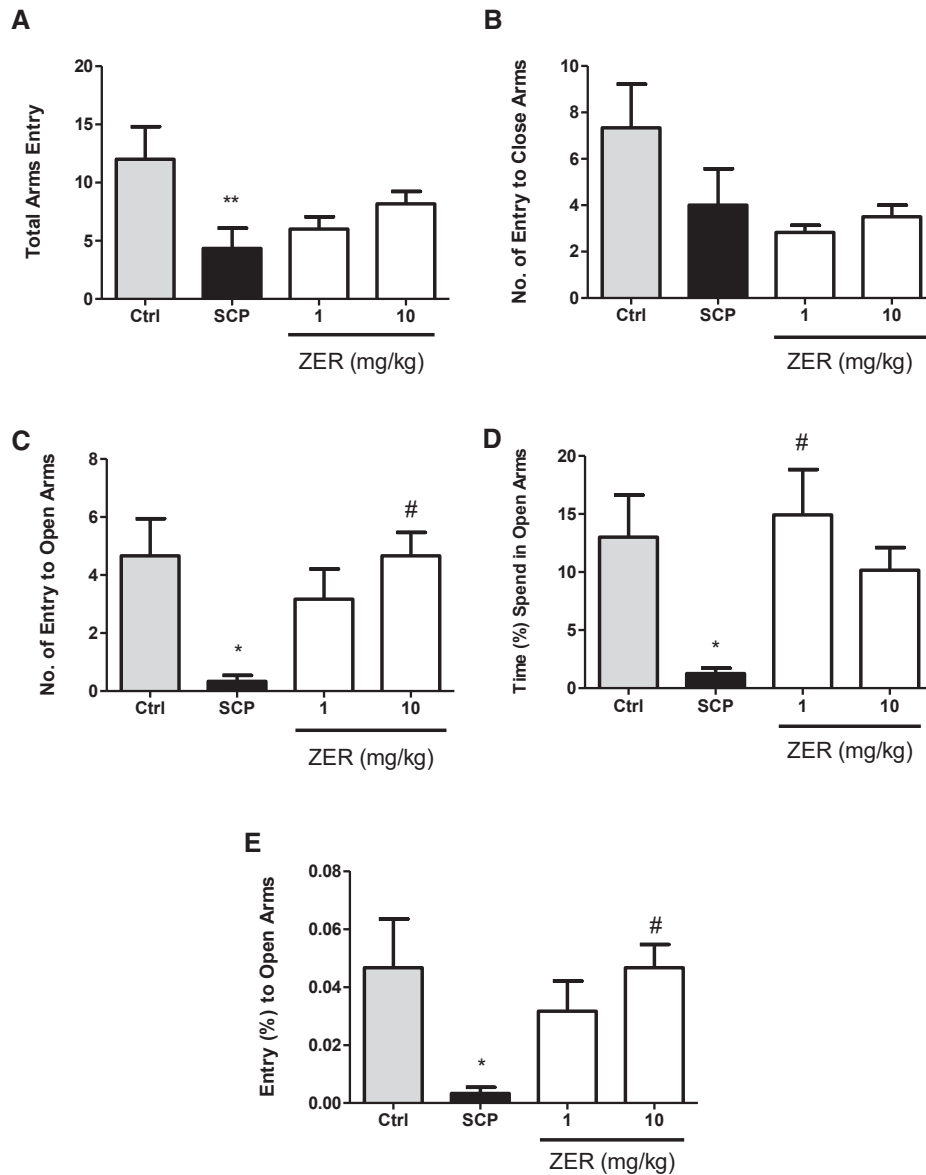 A
Total Arms Entry
20
15
10
5
0
**
Ctrl SCP 1 10
ZER (mg/kg)
B
No. of Entry to Close Arms
10
8
6
4
2
0
Ctrl SCP 1 10
ZER (mg/kg)
C
No. of Entry to Open Arms
8
6
4
2
0
*
#
Ctrl SCP 1 10
ZER (mg/kg)
D
Time (%) Spend in Open Arms
20
15
10
5
0
*
#
Ctrl SCP 1 10
ZER (mg/kg)
E
Entry (%) to Open Arms
0.08
0.06
0.04
0.02
0.00
*
#
Ctrl SCP 1 10
ZER (mg/kg)